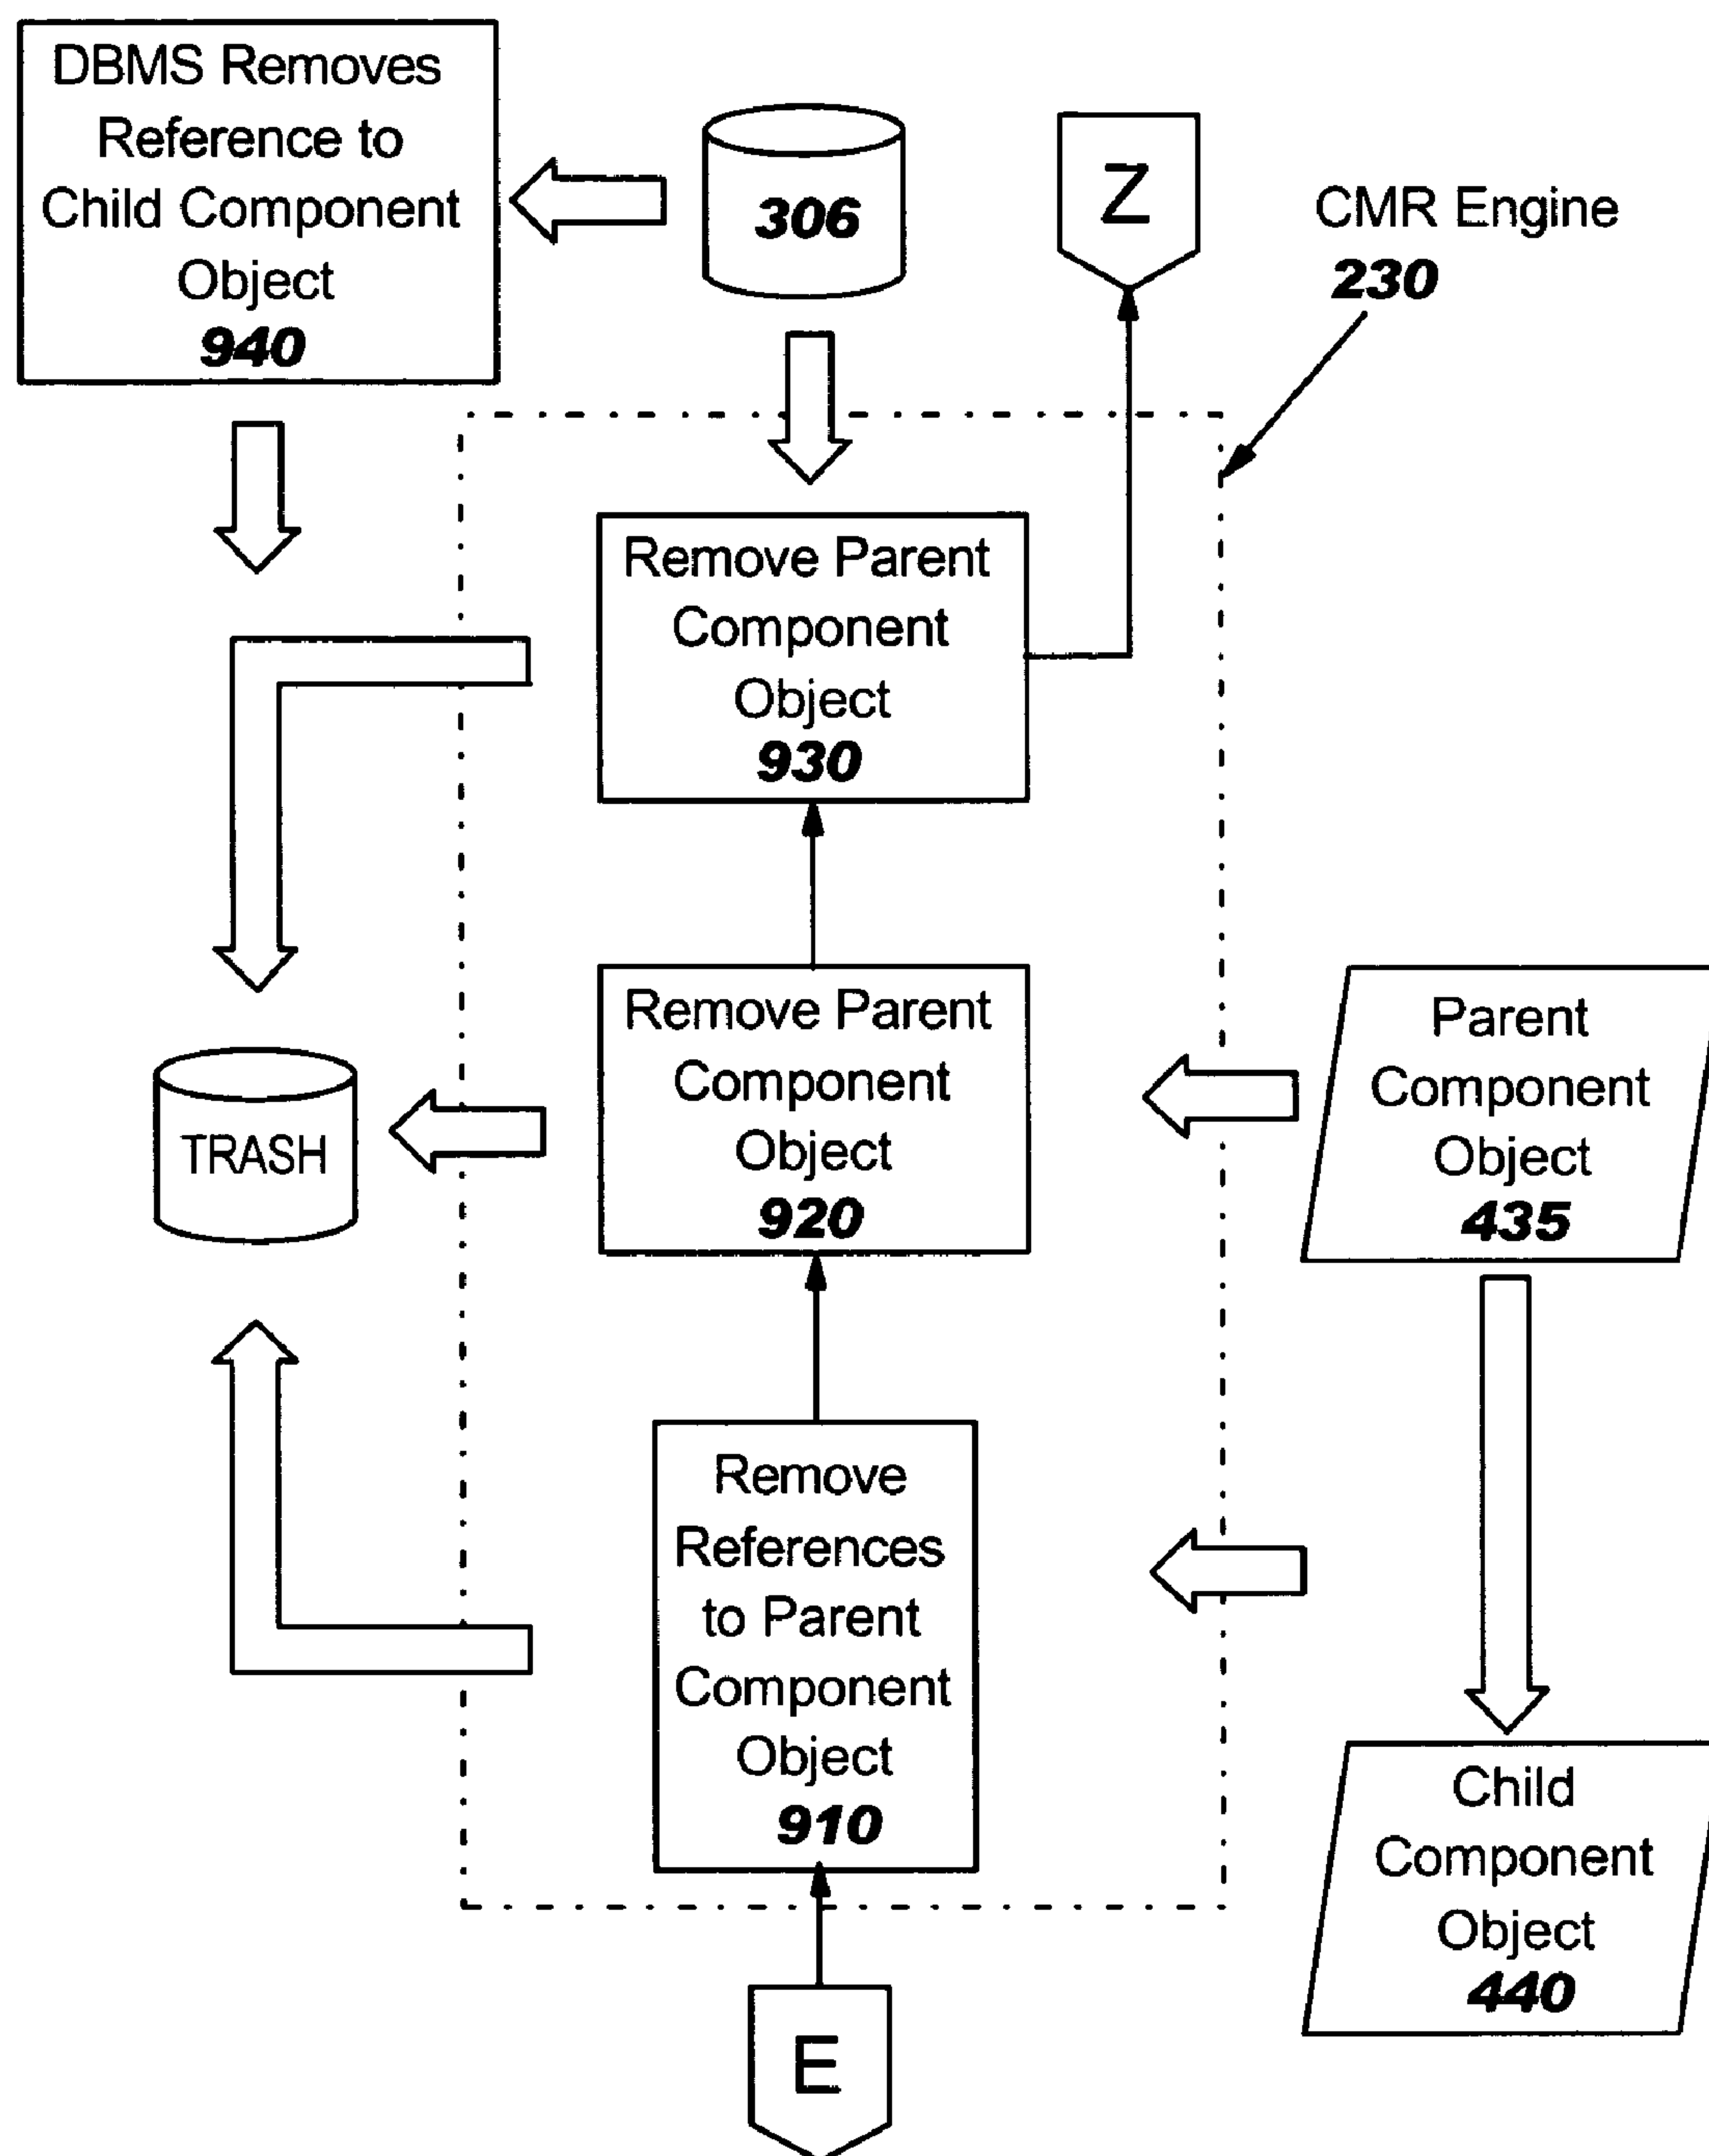 DBMS Removes
Reference to
Child Component
Object
940
306
Z
CMR Engine
230
Remove Parent
Component
Object
930
Remove Parent
Component
Object
920
TRASH
Parent
Component
Object
435
Remove
References
to Parent
Component
Object
910
Child
Component
Object
440
E